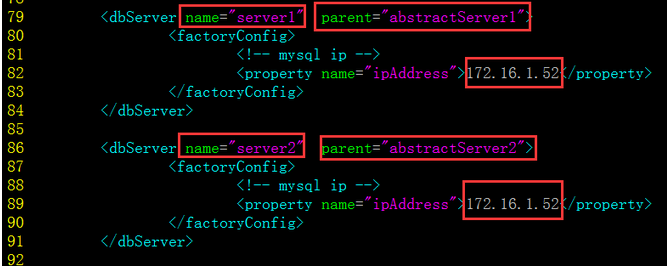 79 <dbServer name="server1" parent="abstractServer1">
80 <factoryConfig>
81 <!-- mysql ip -->
82 <property name="ipAddress">172.16.1.52</property>
83 </factoryConfig>
84 </dbServer>
85
86 <dbServer name="server2" parent="abstractServer2">
87 <factoryConfig>
88 <!-- mysql ip -->
89 <property name="ipAddress">172.16.1.52</property>
90 </factoryConfig>
91 </dbServer>
92